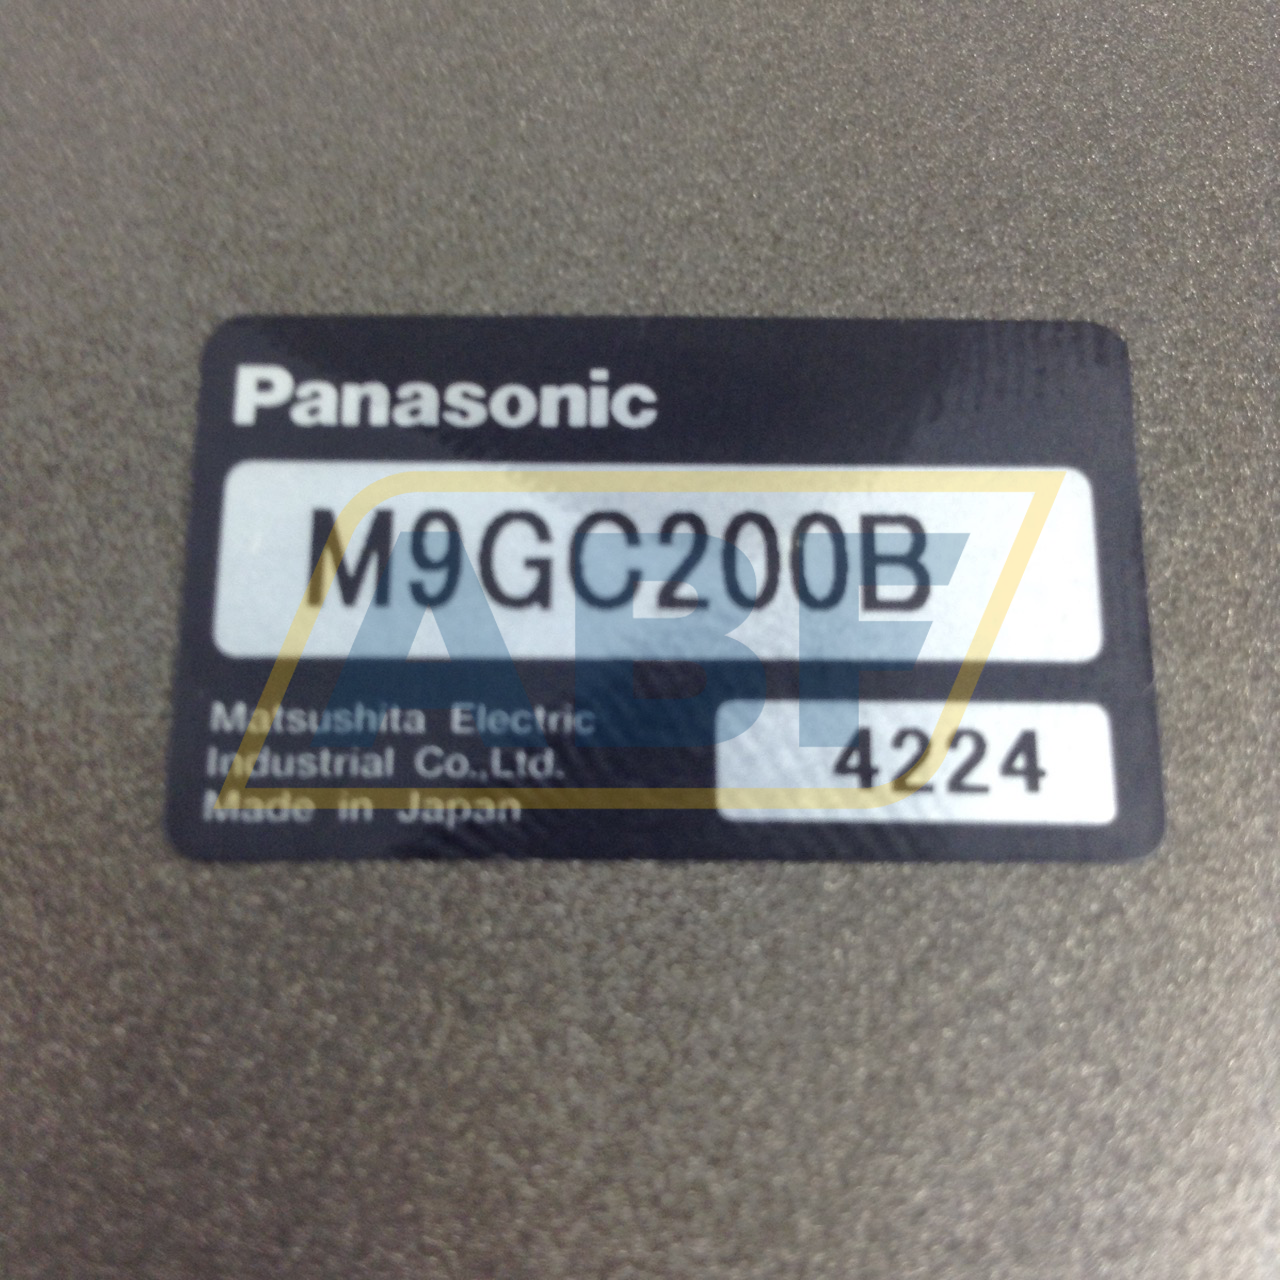 Panasonic
M9GC200B
Matsushita Electric
Industrial Co.,Ltd.
Made in Japan
4224
ABF